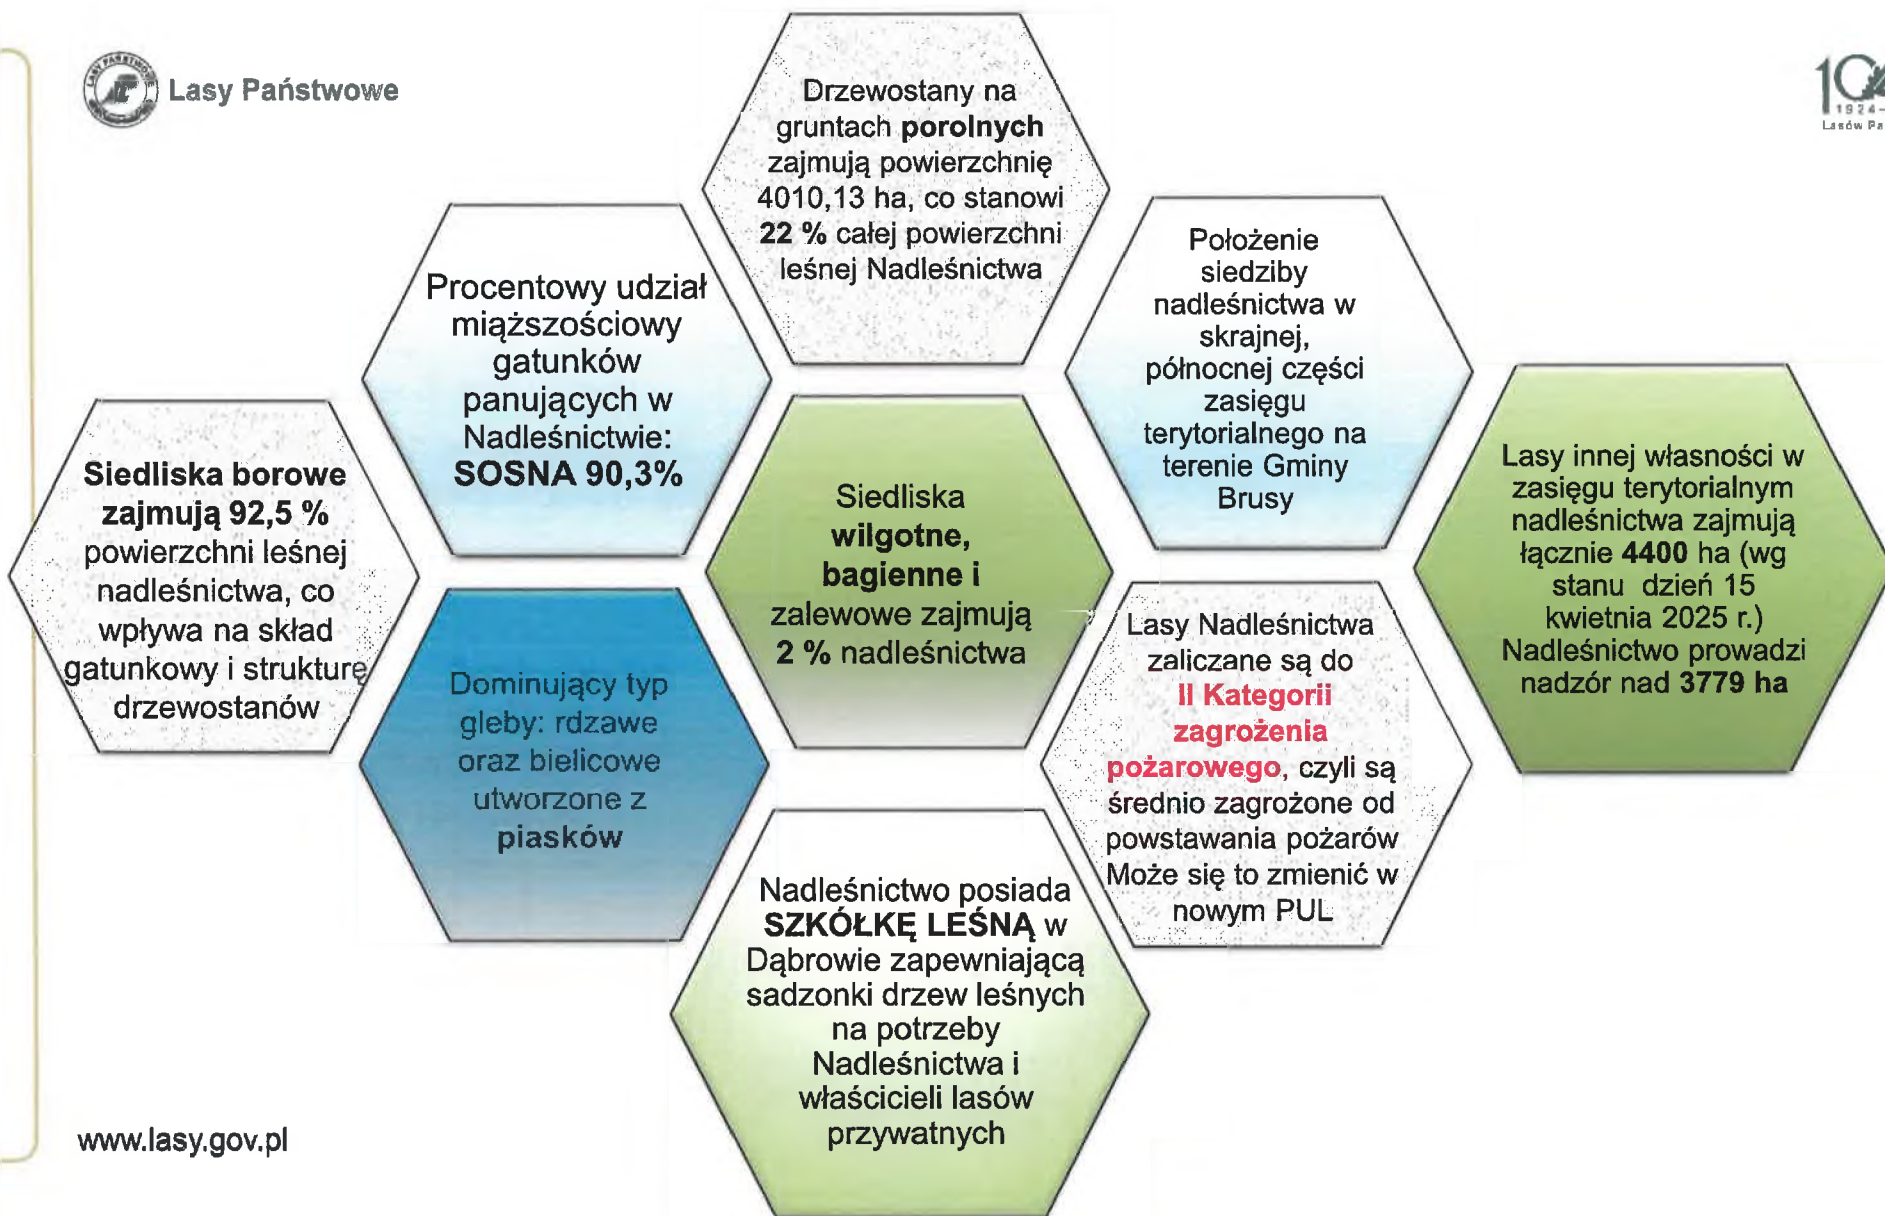 Lasy Państwowe
1924-
Lasów Pa
Drzewostany na
gruntach porolnych
zajmują powierzchnię
4010,13 ha, co stanowi
22 % całej powierzchni
leśnej Nadleśnictwa
Procentowy udział
miąższościowy
gatunków
panujących w
Nadleśnictwie:
SOSNA 90,3%
Położenie
siedziby
nadleśnictwa w
skrajnej,
północnej części
zasięgu
terytorialnego na
terenie Gminy
Brusy
Siedliska borowe
zajmują 92,5 %
powierzchni leśnej
nadleśnictwa, co
wpływa na skład
gatunkowy i strukturę
drzewostanów
Siedliska
wilgotne,
bagienne i
zalewowe zajmują
2 % nadleśnictwa
Lasy innej własności w
zasięgu terytorialnym
nadleśnictwa zajmują
łącznie 4400 ha (wg
stanu dzień 15
kwietnia 2025 r.)
Nadleśnictwo prowadzi
nadzór nad 3779 ha
Dominujący typ
gleby: rdzawe
oraz bielicowe
utworzone z
piasków
Lasy Nadleśnictwa
zaliczane są do
II Kategorii
zagrożenia
pożarowego, czyli są
średnio zagrożone od
powstawania pożarów
Może się to zmienić w
nowym PUL
Nadleśnictwo posiada
SZKÓŁKĘ LEŚNĄ w
Dąbrowie zapewniającą
sadzonki drzew leśnych
na potrzeby
Nadleśnictwa i
właścicieli lasów
przywatnych
www.lasy.gov.pl